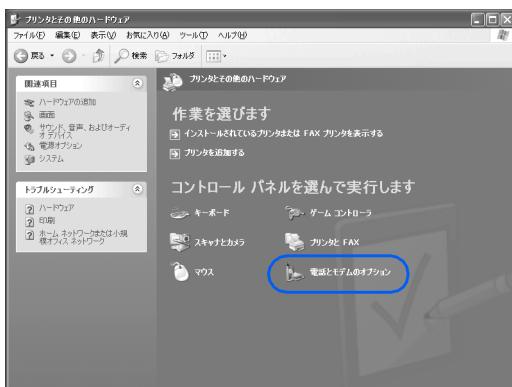 プリンタとその他のハードウェア
ファイル(F) 編集(E) 表示(V) お気に入り(A) ツール(T) ヘルプ(H)
戻る 検索 フォルダ
関連項目
ハードウェアの追加
画面
サウンド、音声、およびオーディ
オ デバイス
電源オプション
システム
トラブルシューティング
ハードウェア
印刷
ホーム ネットワークまたは小規
模オフィス ネットワーク
プリンタとその他のハードウェア
作業を選びます
インストールされているプリンタまたは FAX プリンタを表示する
プリンタを追加する
コントロール パネルを選んで実行します
キーボード
ゲーム コントローラ
スキャナとカメラ
プリンタと FAX
マウス
電話とモデムのオプション